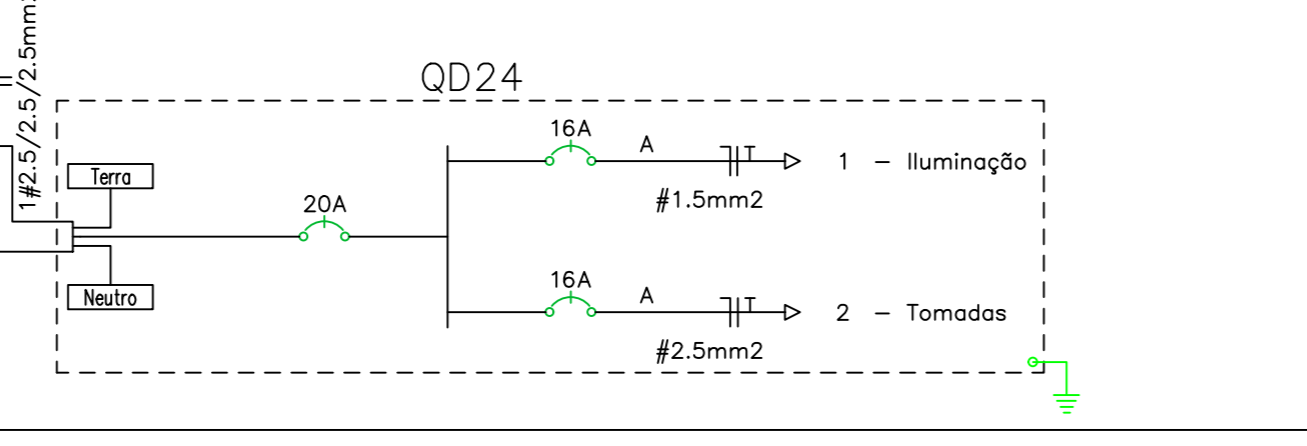 1#2.5/2.5/2.5mm2
QD24
Terra
Neutro
20A
16A
A
T
#1.5mm2
1 - Iluminação
16A
A
T
#2.5mm2
2 - Tomadas